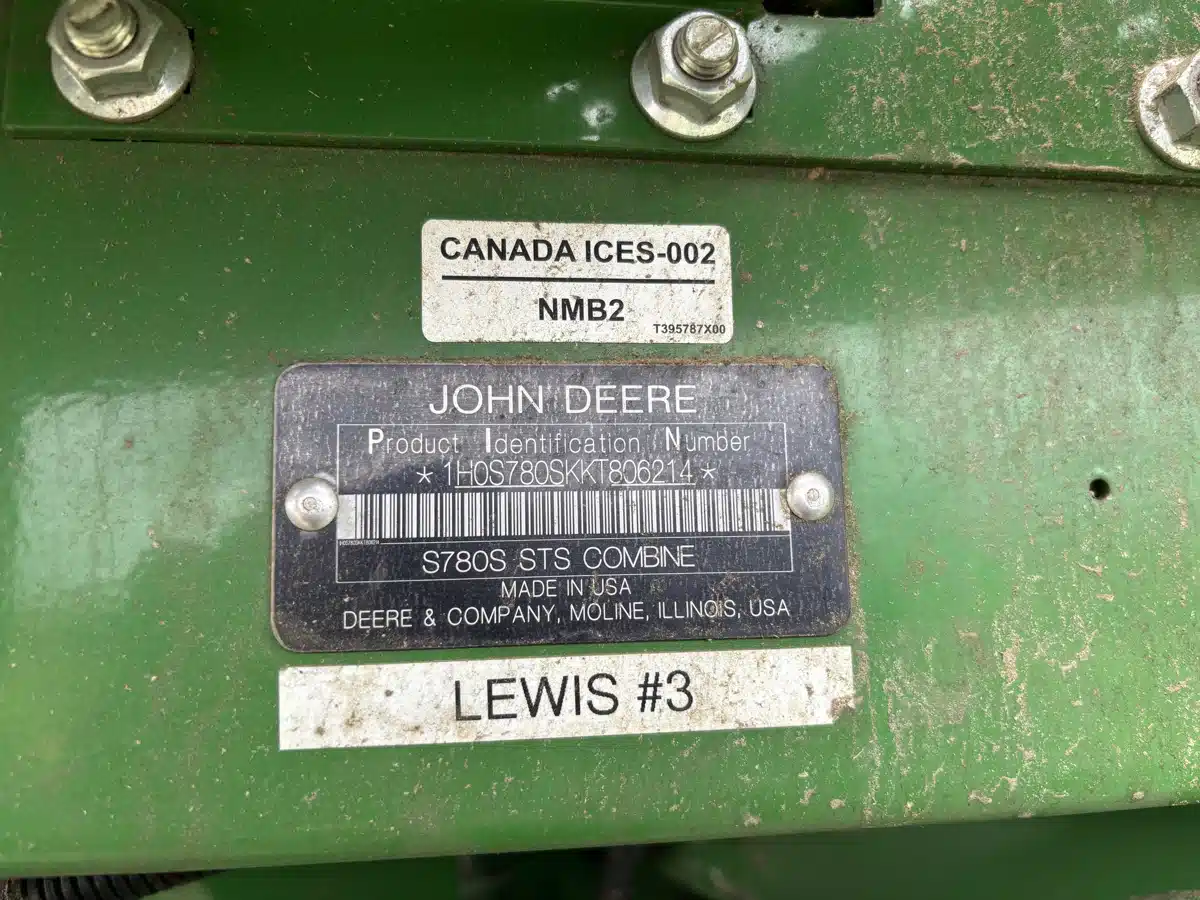 CANADA ICES-002
NMB2
T395787X00
JOHN DEERE
Product Identification Number
*1H0S780SKKT806214*
S780S STS COMBINE
MADE IN USA
DEERE & COMPANY, MOLINE, ILLINOIS, USA
LEWIS #3